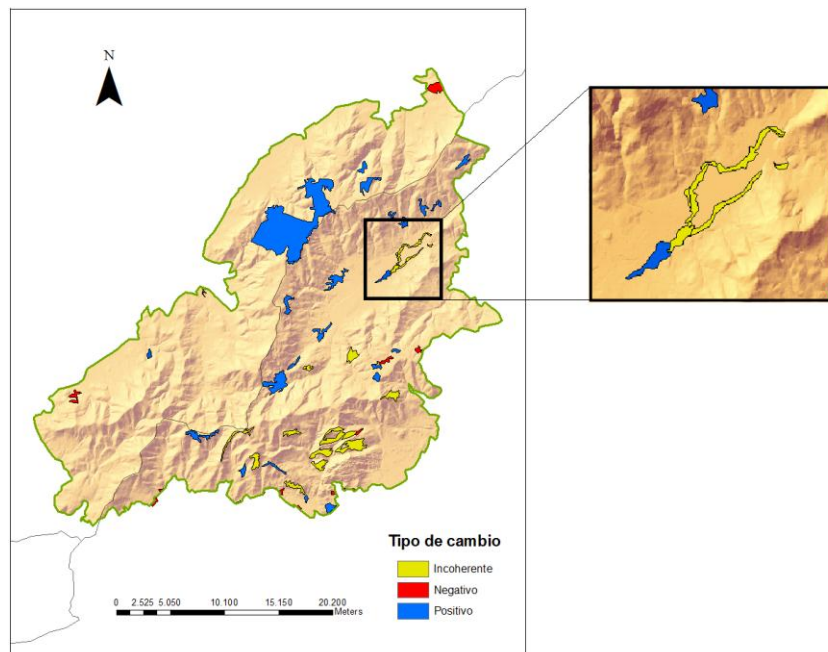 N
Tipo de cambio
Incoherente
Negativo
Positivo
0 2.525 5.050 10.100 15.150 20.200
Meters